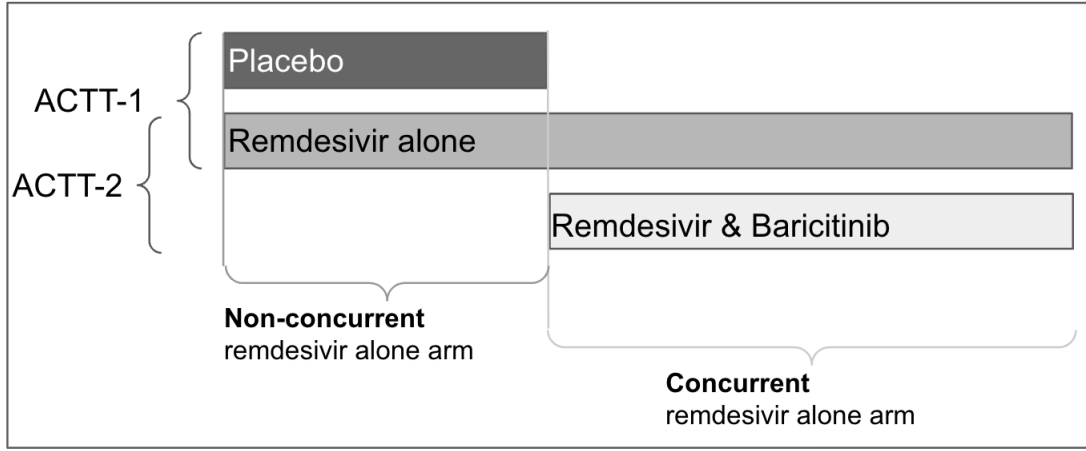 Placebo
ACTT-1
Remdesivir alone
ACTT-2
Remdesivir & Baricitinib
Non-concurrent
remdesivir alone arm
Concurrent
remdesivir alone arm